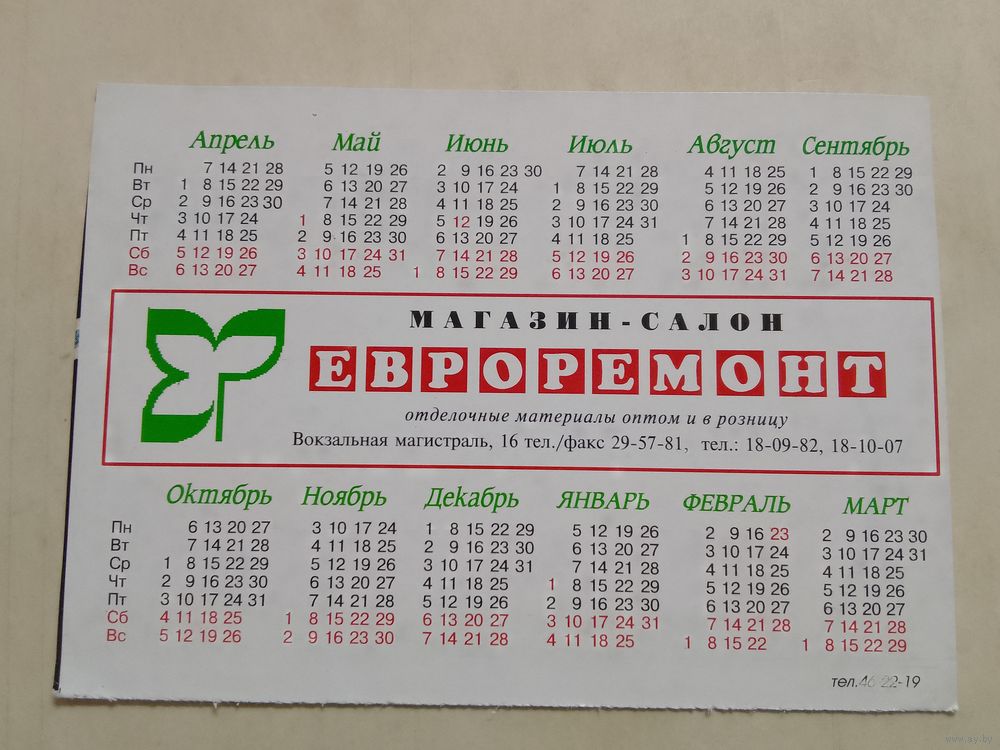 Апрель Май Июнь Июль Август Сентябрь
Пн 7 14 21 28 5 12 19 26 2 9 16 23 30 7 14 21 28 4 11 18 25 1 8 15 22 29
Вт 1 8 15 22 29 6 13 20 27 3 10 17 24 1 8 15 22 29 5 12 19 26 2 9 16 23 30
Ср 2 9 16 23 30 7 14 21 28 4 11 18 25 2 9 16 23 30 6 13 20 27 3 10 17 24
Чт 3 10 17 24 1 8 15 22 29 5 12 19 26 3 10 17 24 31 7 14 21 28 4 11 18 25
Пт 4 11 18 25 2 9 16 23 30 6 13 20 27 4 11 18 25 1 8 15 22 29 5 12 19 26
Сб 5 12 19 26 3 10 17 24 31 7 14 21 28 5 12 19 26 2 9 16 23 30 6 13 20 27
Вс 6 13 20 27 4 11 18 25 1 8 15 22 29 6 13 20 27 3 10 17 24 31 7 14 21 28
МАГАЗИН-САЛОН
ЕВРОРЕМОНТ
отделочные материалы оптом и в розницу
Вокзальная магистраль, 16 тел./факс 29-57-81, тел.: 18-09-82, 18-10-07
Октябрь Ноябрь Декабрь ЯНВАРЬ ФЕВРАЛЬ МАРТ
Пн 6 13 20 27 3 10 17 24 1 8 15 22 29 5 12 19 26 2 9 16 23 2 9 16 23 30
Вт 7 14 21 28 4 11 18 25 2 9 16 23 30 6 13 20 27 3 10 17 24 3 10 17 24 31
Ср 1 8 15 22 29 5 12 19 26 3 10 17 24 31 7 14 21 28 4 11 18 25 4 11 18 25
Чт 2 9 16 23 30 6 13 20 27 4 11 18 25 1 8 15 22 29 5 12 19 26 5 12 19 26
Пт 3 10 17 24 31 7 14 21 28 5 12 19 26 2 9 16 23 30 6 13 20 27 6 13 20 27
Сб 4 11 18 25 1 8 15 22 29 6 13 20 27 3 10 17 24 31 7 14 21 28 7 14 21 28
Вс 5 12 19 26 2 9 16 23 30 7 14 21 28 4 11 18 25 1 8 15 22 1 8 15 22 29
тел.46-22-19
www.ay.by